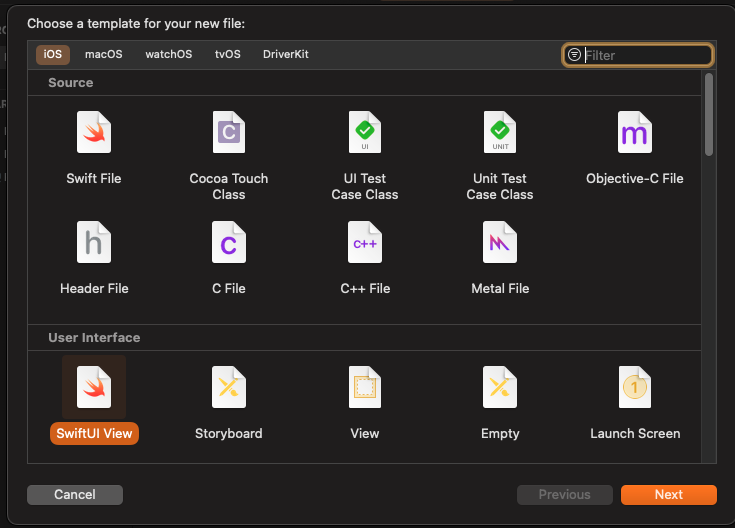 Choose a template for your new file:
iOS
macOS
watchOS
tvOS
DriverKit
Filter
Source
Swift File
C
Cocoa Touch
Class
UI
UI Test
Case Class
UNIT
Unit Test
Case Class
m
Objective-C File
h
Header File
C
C File
C++
C++ File
Metal File
User Interface
SwiftUI View
Storyboard
View
Empty
1
Launch Screen
Cancel
Previous
Next